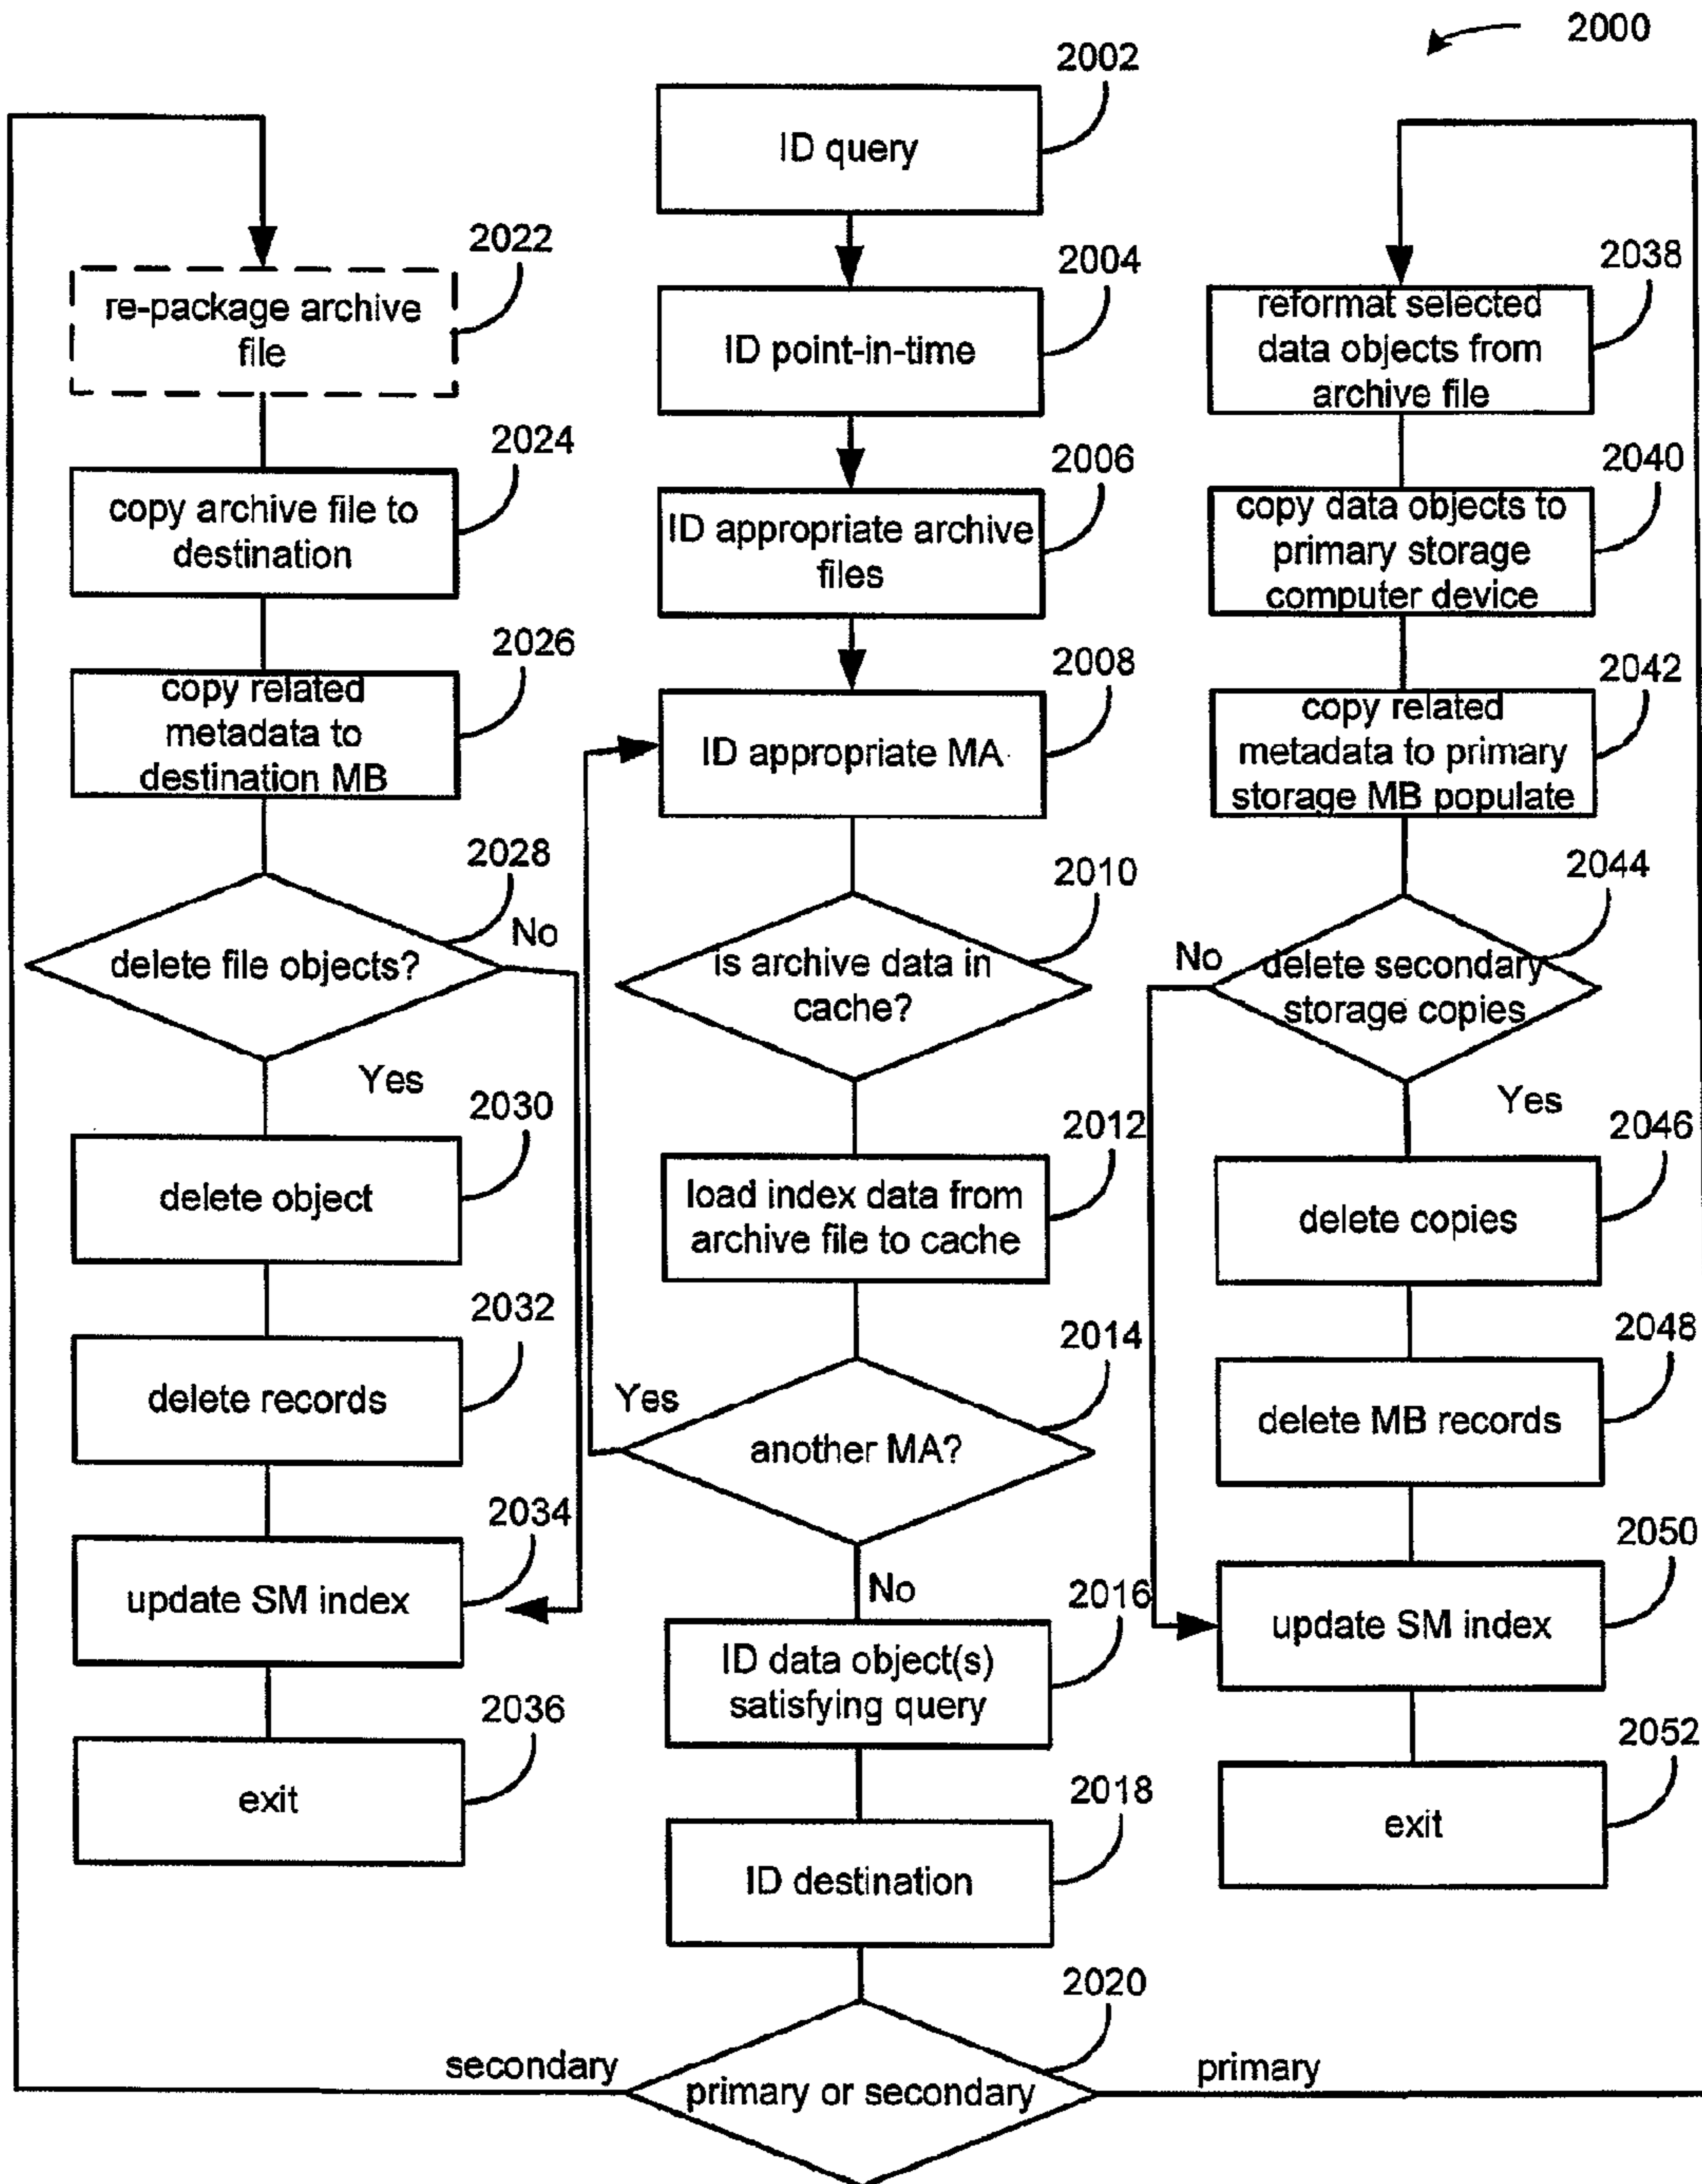 2000
2002
ID query
2004
ID point-in-time
2006
ID appropriate archive
files
2008
ID appropriate MA
2010
is archive data in
cache?
2012
load index data from
archive file to cache
2014
another MA?
Yes
No
2016
ID data object(s)
satisfying query
2018
ID destination
2020
primary or secondary
secondary
primary
2022
re-package archive
file
2024
copy archive file to
destination
2026
copy related
metadata to
destination MB
2028
delete file objects?
No
Yes
2030
delete object
2032
delete records
2034
update SM index
2036
exit
2038
reformat selected
data objects from
archive file
2040
copy data objects to
primary storage
computer device
2042
copy related
metadata to primary
storage MB populate
2044
delete secondary
storage copies
No
Yes
2046
delete copies
2048
delete MB records
2050
update SM index
2052
exit